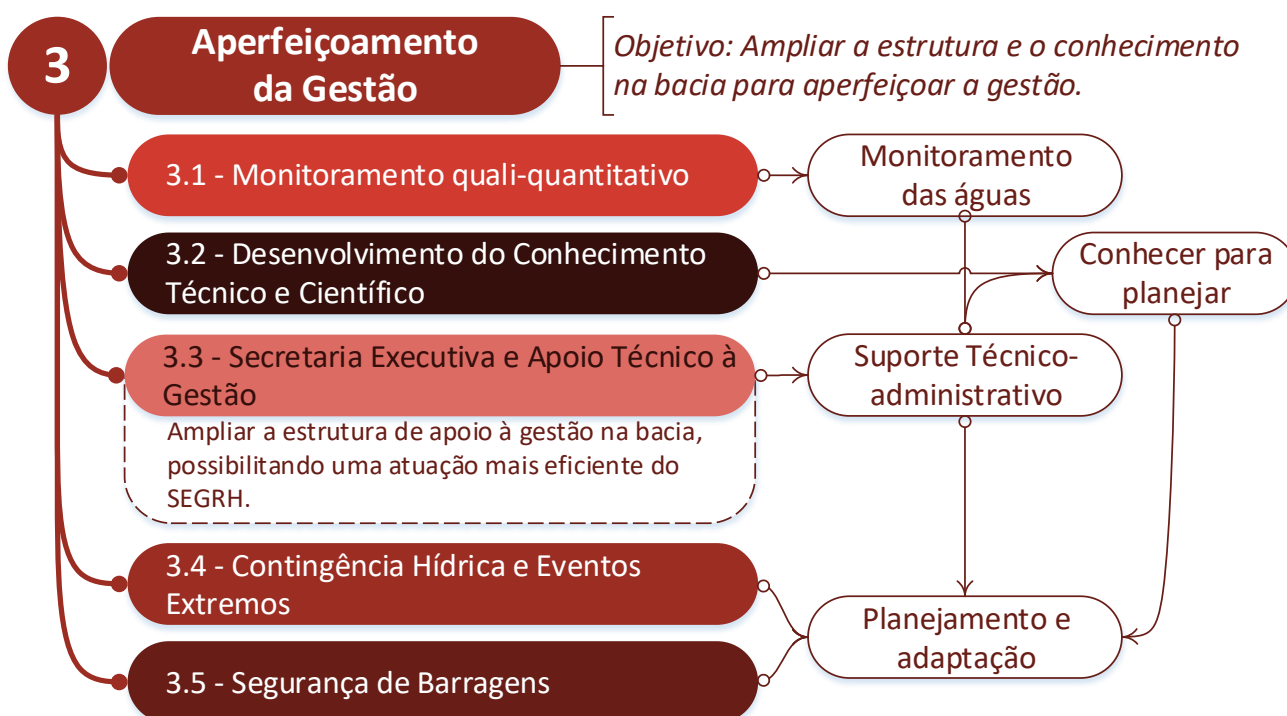 3
Aperfeiçoamento
da Gestão
Objetivo: Ampliar a estrutura e o conhecimento
na bacia para aperfeiçoar a gestão.
3.1 - Monitoramento quali-quantitativo
Monitoramento
das águas
3.2 - Desenvolvimento do Conhecimento
Técnico e Científico
Conhecer para
planejar
3.3 - Secretaria Executiva e Apoio Técnico à
Gestão
Suporte Técnico-
administrativo
Ampliar a estrutura de apoio à gestão na bacia,
possibilitando uma atuação mais eficiente do
SEGRH.
3.4 - Contingência Hídrica e Eventos
Extremos
Planejamento e
adaptação
3.5 - Segurança de Barragens